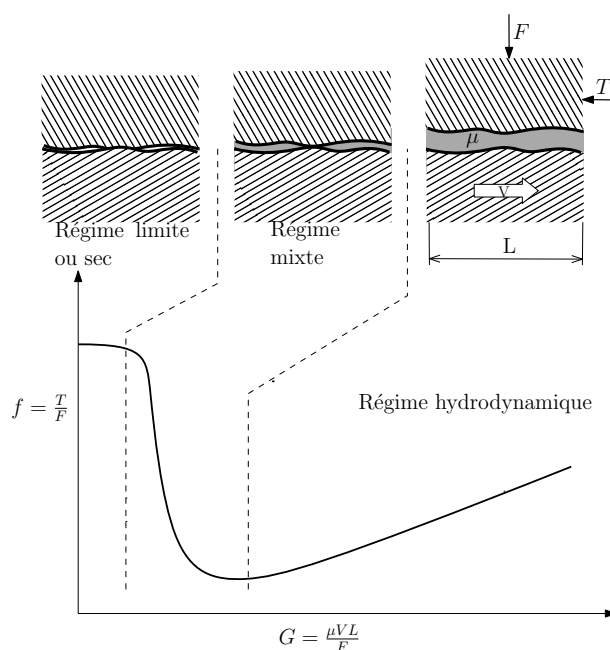 F
T
μ
V
Régime limite
ou sec
Régime
mixte
L
Régime hydrodynamique
f = T/F
G = μVL/F